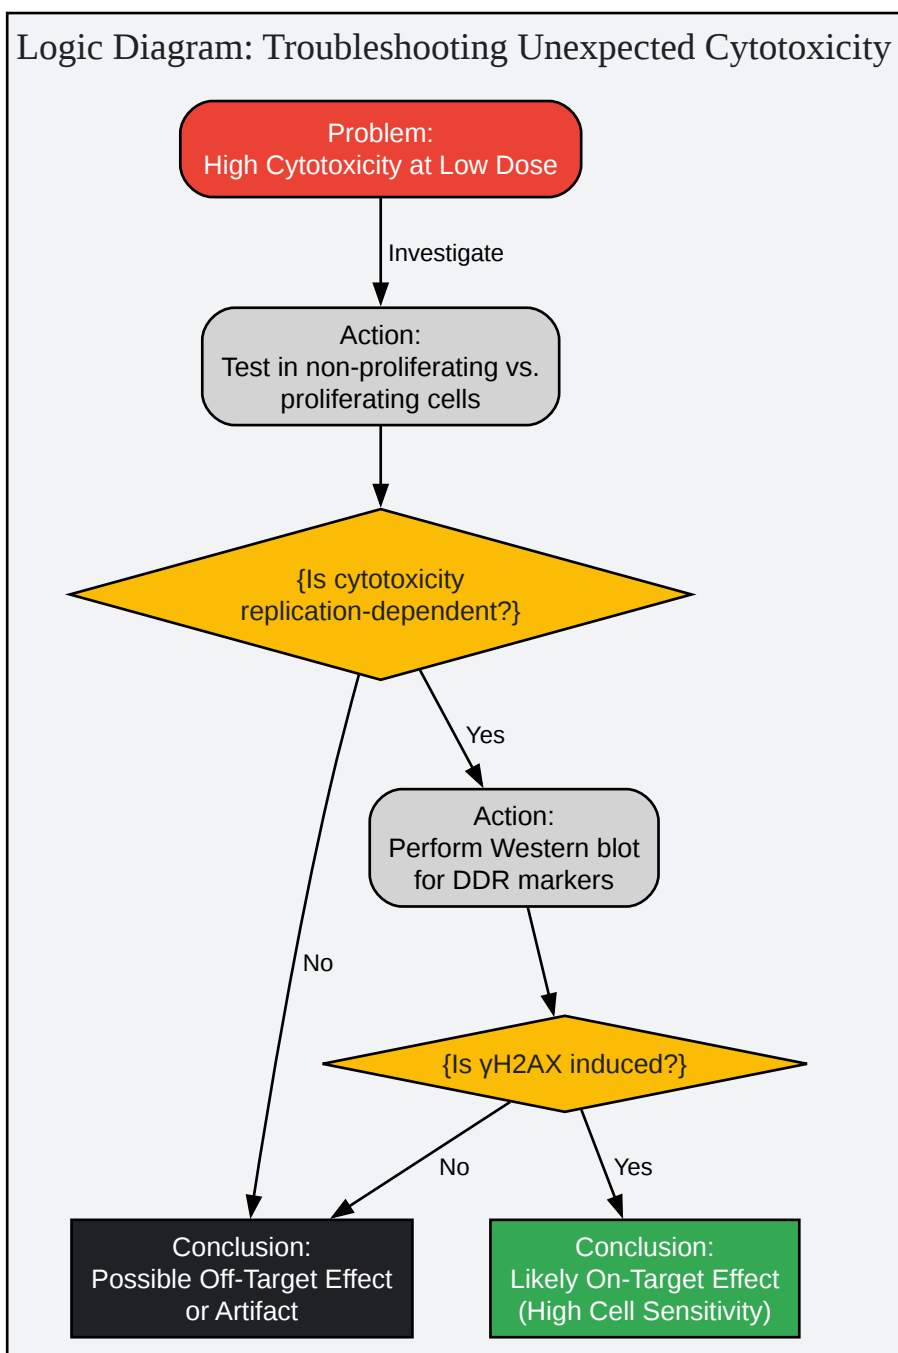 Logic Diagram: Troubleshooting Unexpected Cytotoxicity
Problem:
High Cytotoxicity at Low Dose
Investigate
Action:
Test in non-proliferating vs.
proliferating cells
{Is cytotoxicity
replication-dependent?}
Yes
Action:
Perform Western blot
for DDR markers
No
{Is γH2AX induced?}
No
Yes
Conclusion:
Possible Off-Target Effect
or Artifact
Conclusion:
Likely On-Target Effect
(High Cell Sensitivity)